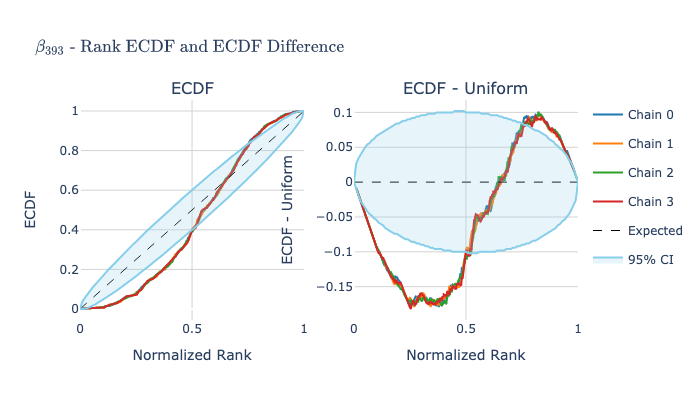 β₃₉₃ - Rank ECDF and ECDF Difference
ECDF
ECDF - Uniform
ECDF
1
0.8
0.6
0.4
0.2
0
0
0.5
1
Normalized Rank
ECDF - Uniform
0.1
0.05
0
−0.05
−0.1
−0.15
0
0.5
1
Normalized Rank
Chain 0
Chain 1
Chain 2
Chain 3
Expected
95% CI